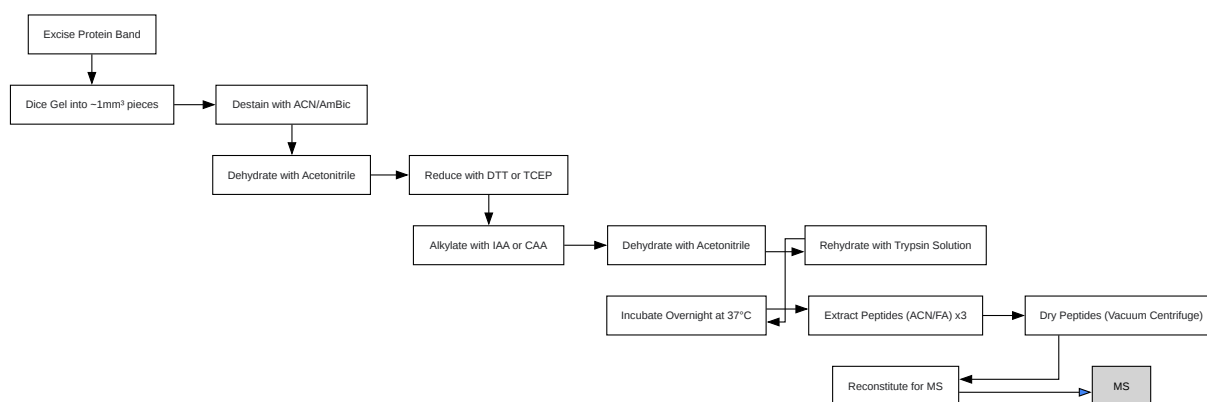 Excise Protein Band
Dice Gel into ~1mm³ pieces
Destain with ACN/AmBic
Dehydrate with Acetonitrile
Reduce with DTT or TCEP
Alkylate with IAA or CAA
Dehydrate with Acetonitrile
Rehydrate with Trypsin Solution
Incubate Overnight at 37°C
Extract Peptides (ACN/FA) x3
Dry Peptides (Vacuum Centrifuge)
Reconstitute for MS
MS